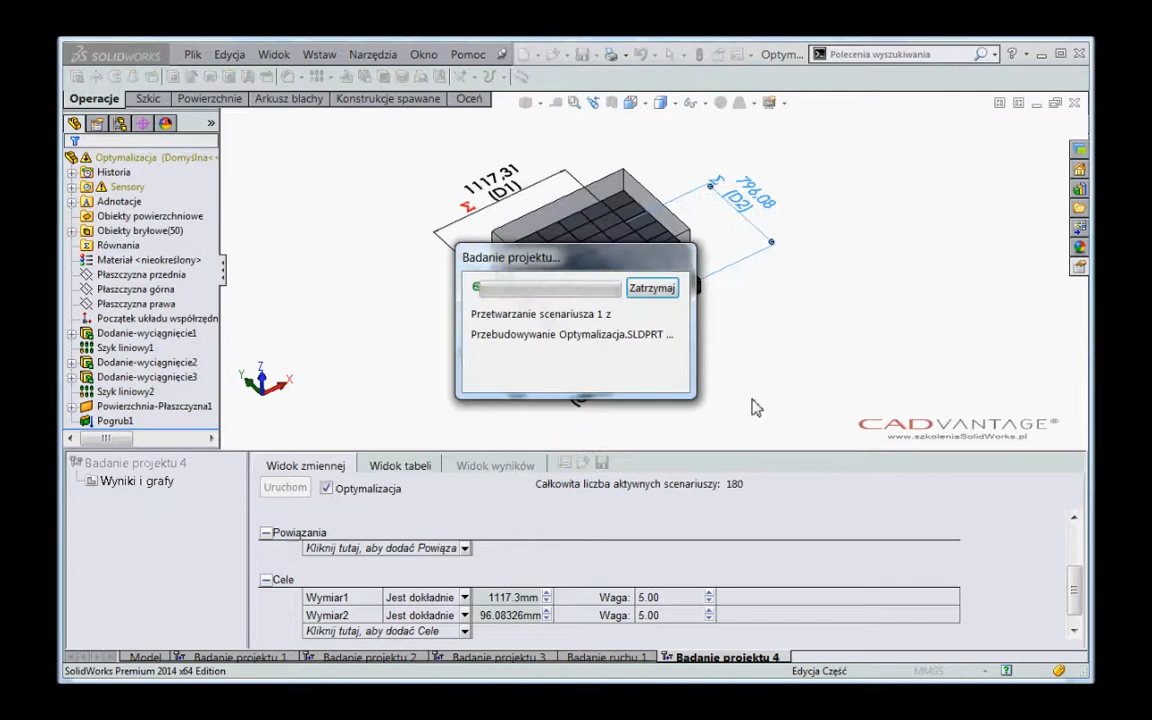 SOLIDWORKS Plik Edycja Widok Wstaw Narzędzia Okno Pomoc Optym... Polecenia wyszukiwania
Operacje Szkic Powierzchnie Arkusz blachy Konstrukcje spawane Oceń
Optymalizacja (Domyślna<<
Historia
Sensory
Adnotacje
Obiekty powierzchniowe
Obiekty bryłowe(50)
Równania
Materiał <nieokreślony>
Płaszczyzna przednia
Płaszczyzna górna
Płaszczyzna prawa
Początek układu współrzędn
Dodanie-wyciągnięcie1
Szyk liniowy1
Dodanie-wyciągnięcie2
Dodanie-wyciągnięcie3
Szyk liniowy2
Powierzchnia-Płaszczyzna1
Pogrub1
Σ 1117,31
(D1)
Σ 796,08
(D2)
Z
Y
X
Badanie projektu...
Zatrzymaj
Przetwarzanie scenariusza 1 z
Przebudowywanie Optymalizacja.SLDPRT ...
CADVANTAGE®
www.szkoleniaSolidWorks.pl
Badanie projektu 4
Wyniki i grafy
Widok zmiennej Widok tabeli Widok wyników
Uruchom Optymalizacja Całkowita liczba aktywnych scenariuszy: 180
Powiązania
Kliknij tutaj, aby dodać Powiąza
Cele
Wymiar1 Jest dokładnie 1117.3mm Waga: 5.00
Wymiar2 Jest dokładnie 96.08326mm Waga: 5.00
Kliknij tutaj, aby dodać Cele
Model Badanie projektu 1 Badanie projektu 2 Badanie projektu 3 Badanie ruchu 1 Badanie projektu 4
SolidWorks Premium 2014 x64 Edition Edycja Część MMGS